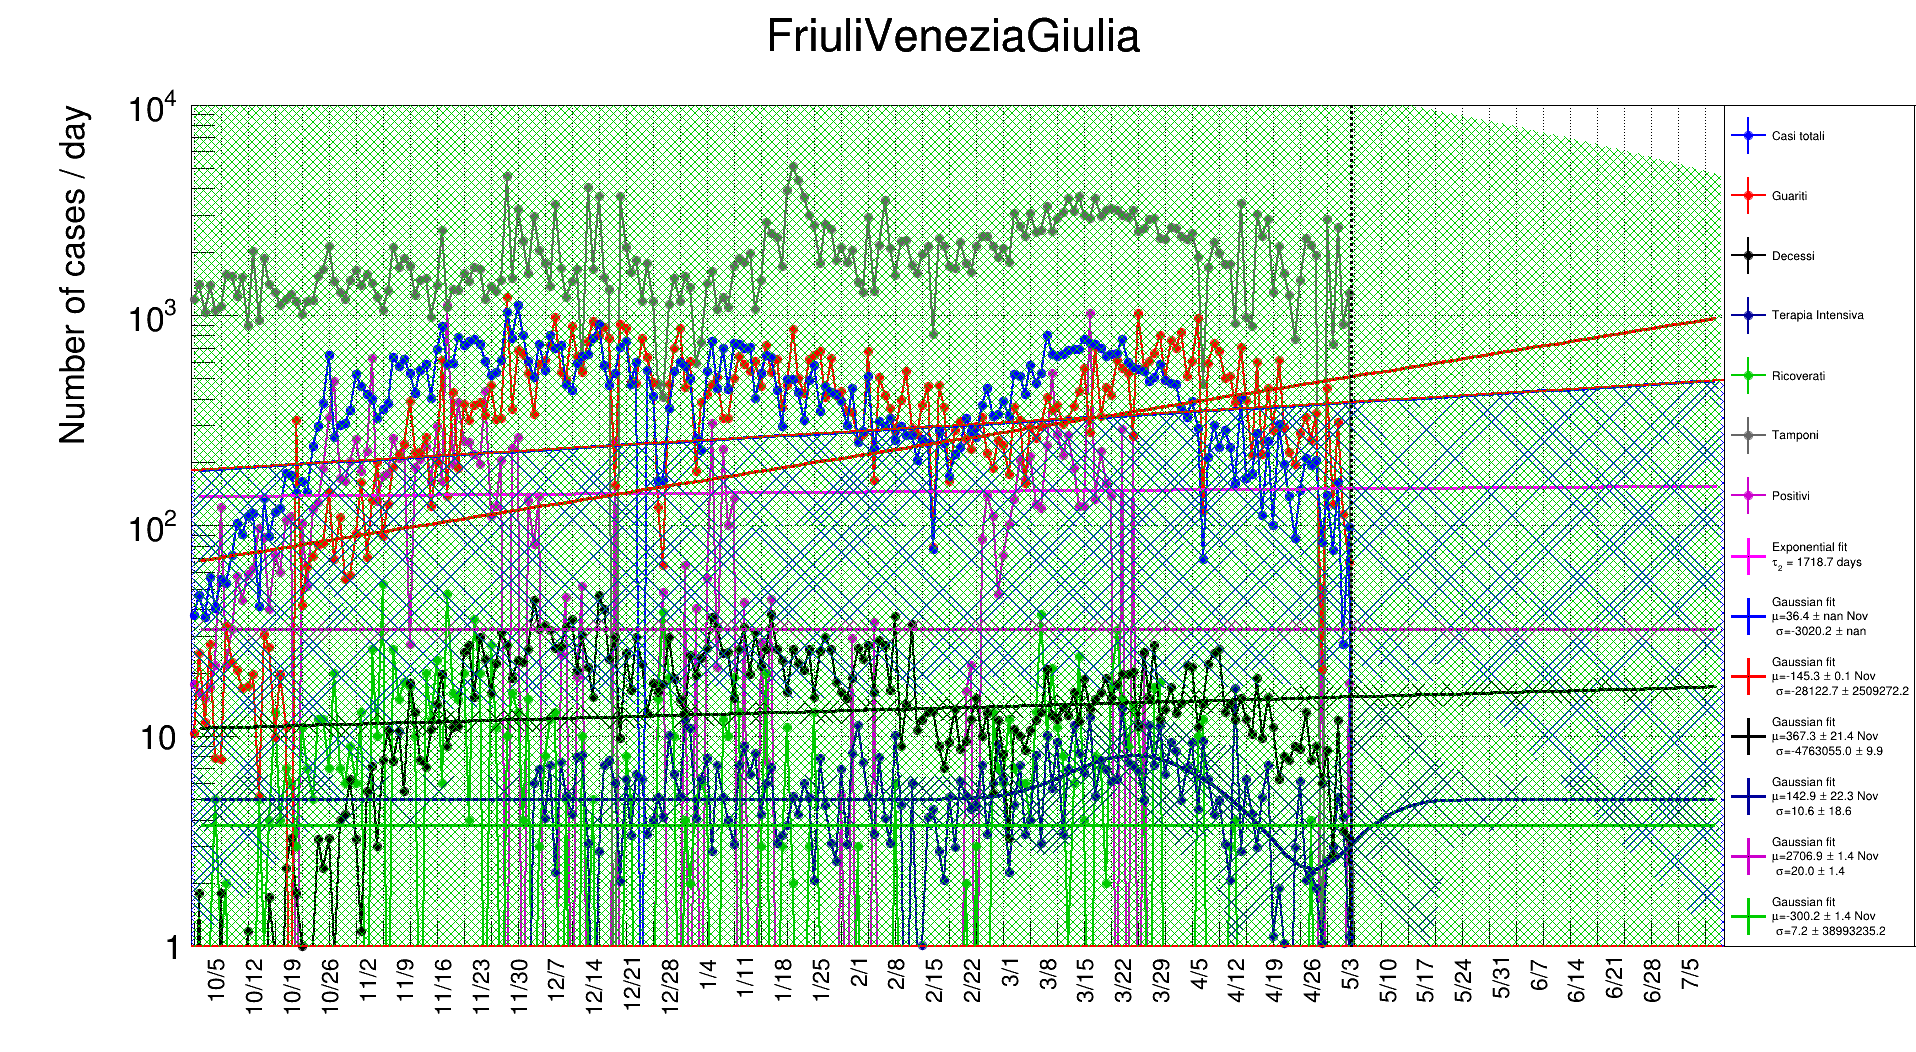 FriuliVeneziaGiulia
Number of cases / day
10^4
10^3
10^2
10
1
10/5 10/12 10/19 10/26 11/2 11/9 11/16 11/23 11/30 12/7 12/14 12/21 12/28 1/4 1/11 1/18 1/25 2/1 2/8 2/15 2/22 3/1 3/8 3/15 3/22 3/29 4/5 4/12 4/19 4/26 5/3 5/10 5/17 5/24 5/31 6/7 6/14 6/21 6/28 7/5
Casi totali
Guariti
Decessi
Terapia Intensiva
Ricoverati
Tamponi
Positivi
Exponential fit
τ₂ = 1718.7 days
Gaussian fit
μ=36.4 ± nan Nov
σ=-3020.2 ± nan
Gaussian fit
μ=-145.3 ± 0.1 Nov
σ=-28122.7 ± 2509272.2
Gaussian fit
μ=367.3 ± 21.4 Nov
σ=-4763055.0 ± 9.9
Gaussian fit
μ=142.9 ± 22.3 Nov
σ=10.6 ± 18.6
Gaussian fit
μ=2706.9 ± 1.4 Nov
σ=20.0 ± 1.4
Gaussian fit
μ=-300.2 ± 1.4 Nov
σ=7.2 ± 38993235.2